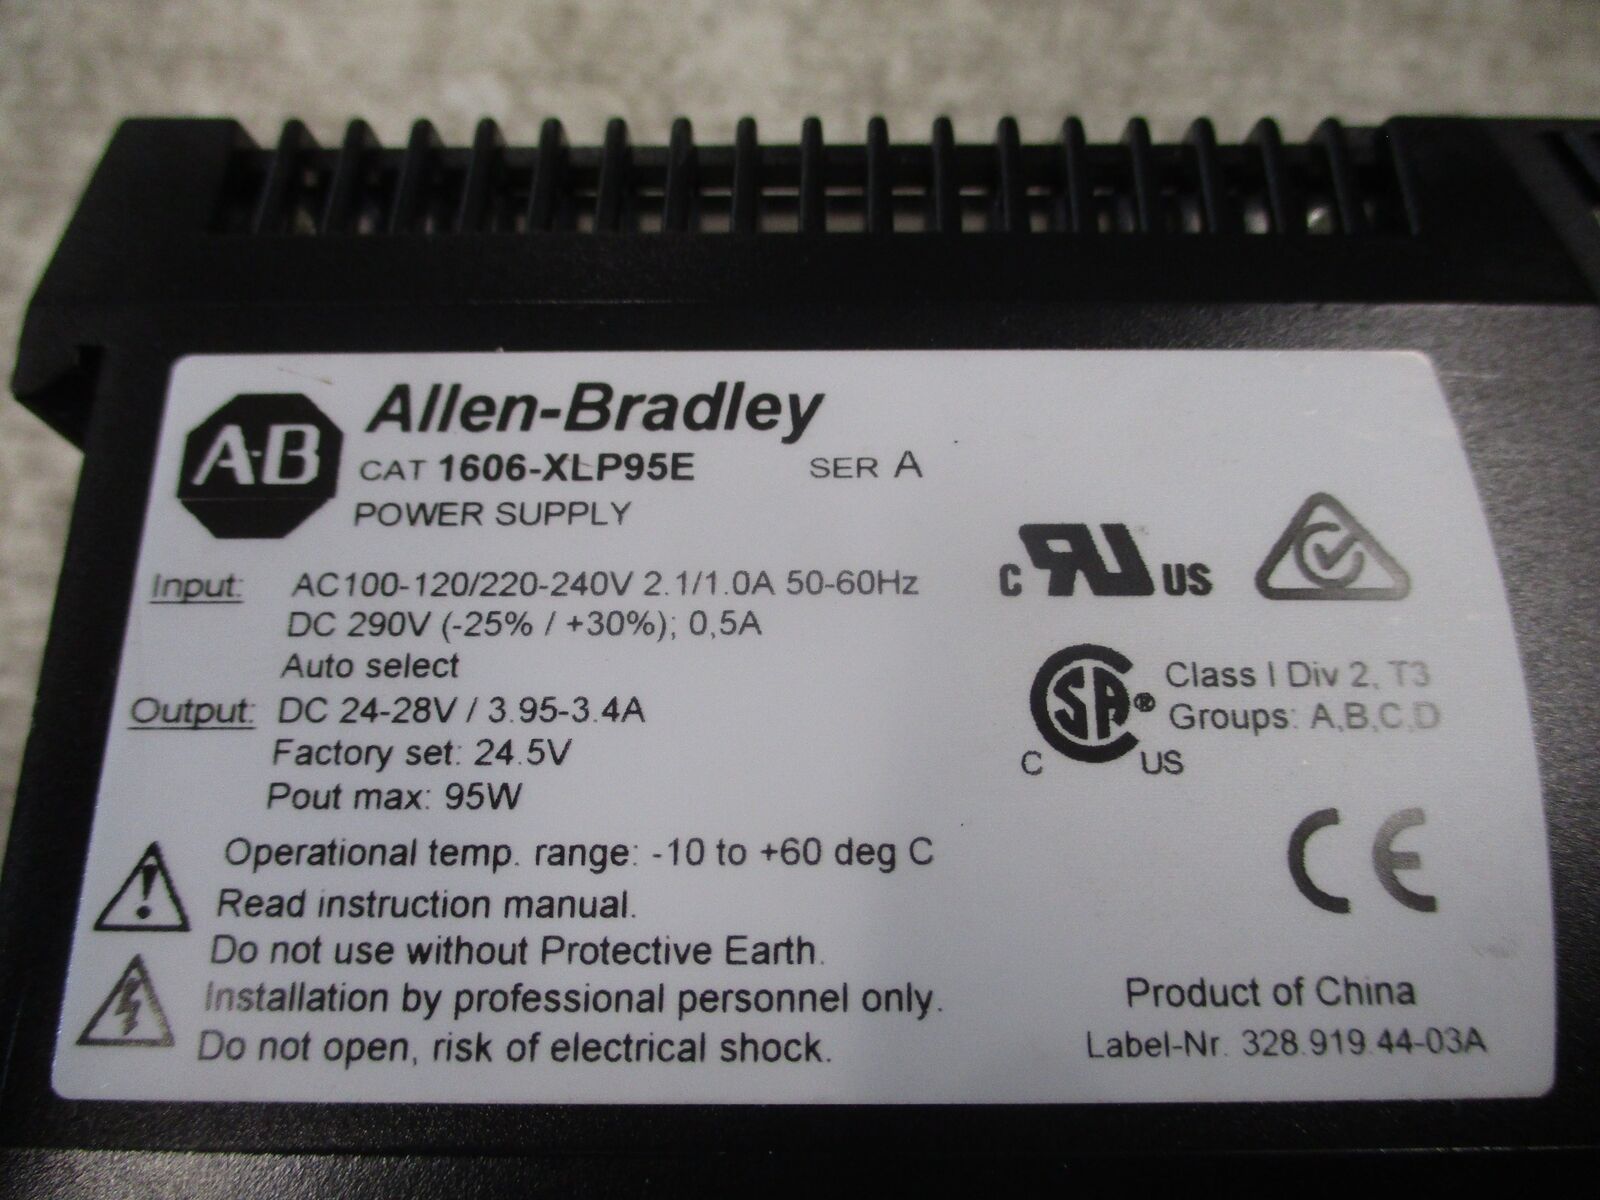 A-B
Allen-Bradley
CAT 1606-XLP95E SER A
POWER SUPPLY
Input: AC100-120/220-240V 2.1/1.0A 50-60Hz
DC 290V (-25% / +30%); 0,5A
Auto select
Output: DC 24-28V / 3.95-3.4A
Factory set: 24.5V
Pout max: 95W
C RU US
SA ® C US
Class I Div 2, T3
Groups: A,B,C,D
CE
Operational temp. range: -10 to +60 deg C
Read instruction manual.
Do not use without Protective Earth.
Installation by professional personnel only.
Do not open, risk of electrical shock.
Product of China
Label-Nr. 328.919.44-03A